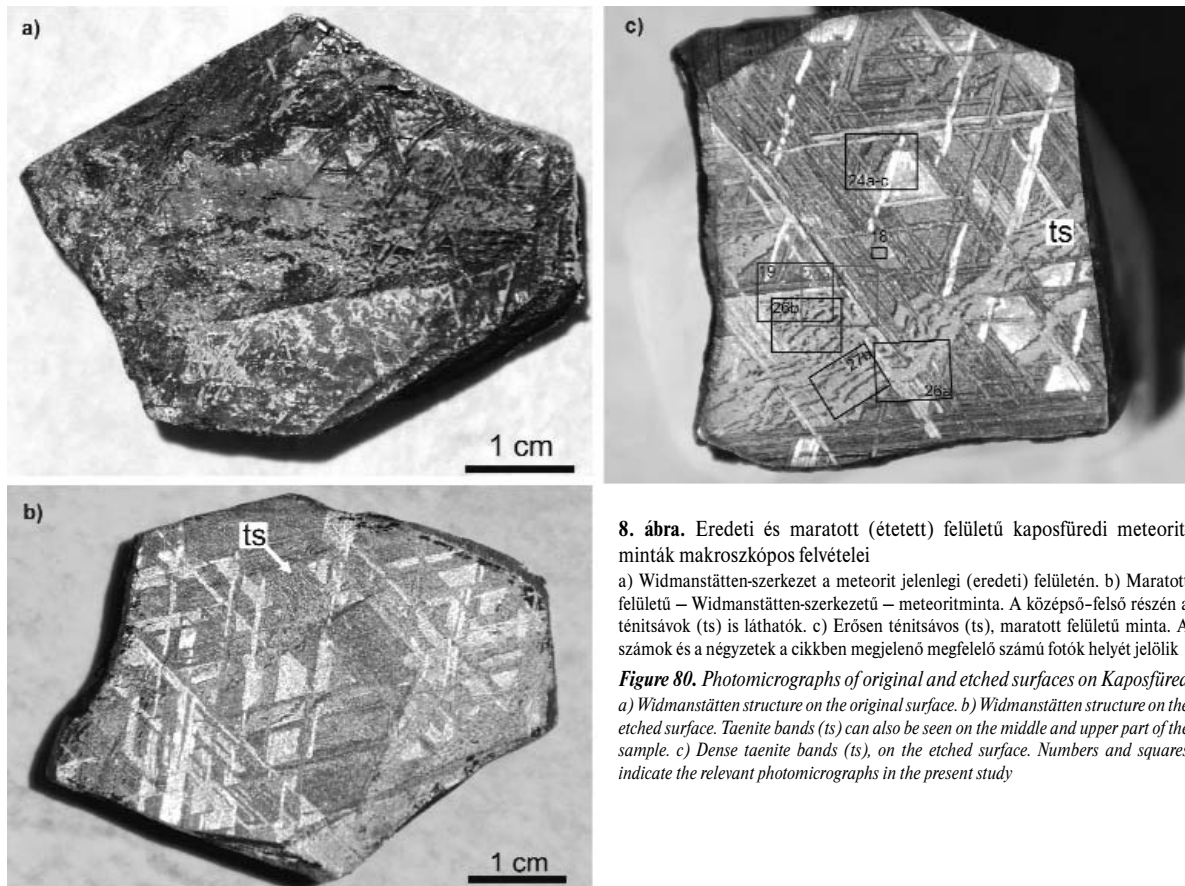 a)
1 cm
b)
ts
1 cm
c)
24a-c
18
ts
19
26b
27b
26a
8. ábra. Eredeti és maratott (étetett) felületű kaposfüredi meteorit
minták makroszkópos felvételei
a) Widmanstätten-szerkezet a meteorit jelenlegi (eredeti) felületén. b) Maratott
felületű – Widmanstätten-szerkezetű – meteoritminta. A középső–felső részén a
ténitsávok (ts) is láthatók. c) Erősen ténitsávos (ts), maratott felületű minta. A
számok és a négyzetek a cikkben megjelenő megfelelő számú fotók helyét jelölik
Figure 80. Photomicrographs of original and etched surfaces on Kaposfüred
a) Widmanstätten structure on the original surface. b) Widmanstätten structure on the
etched surface. Taenite bands (ts) can also be seen on the middle and upper part of the
sample. c) Dense taenite bands (ts), on the etched surface. Numbers and squares
indicate the relevant photomicrographs in the present study